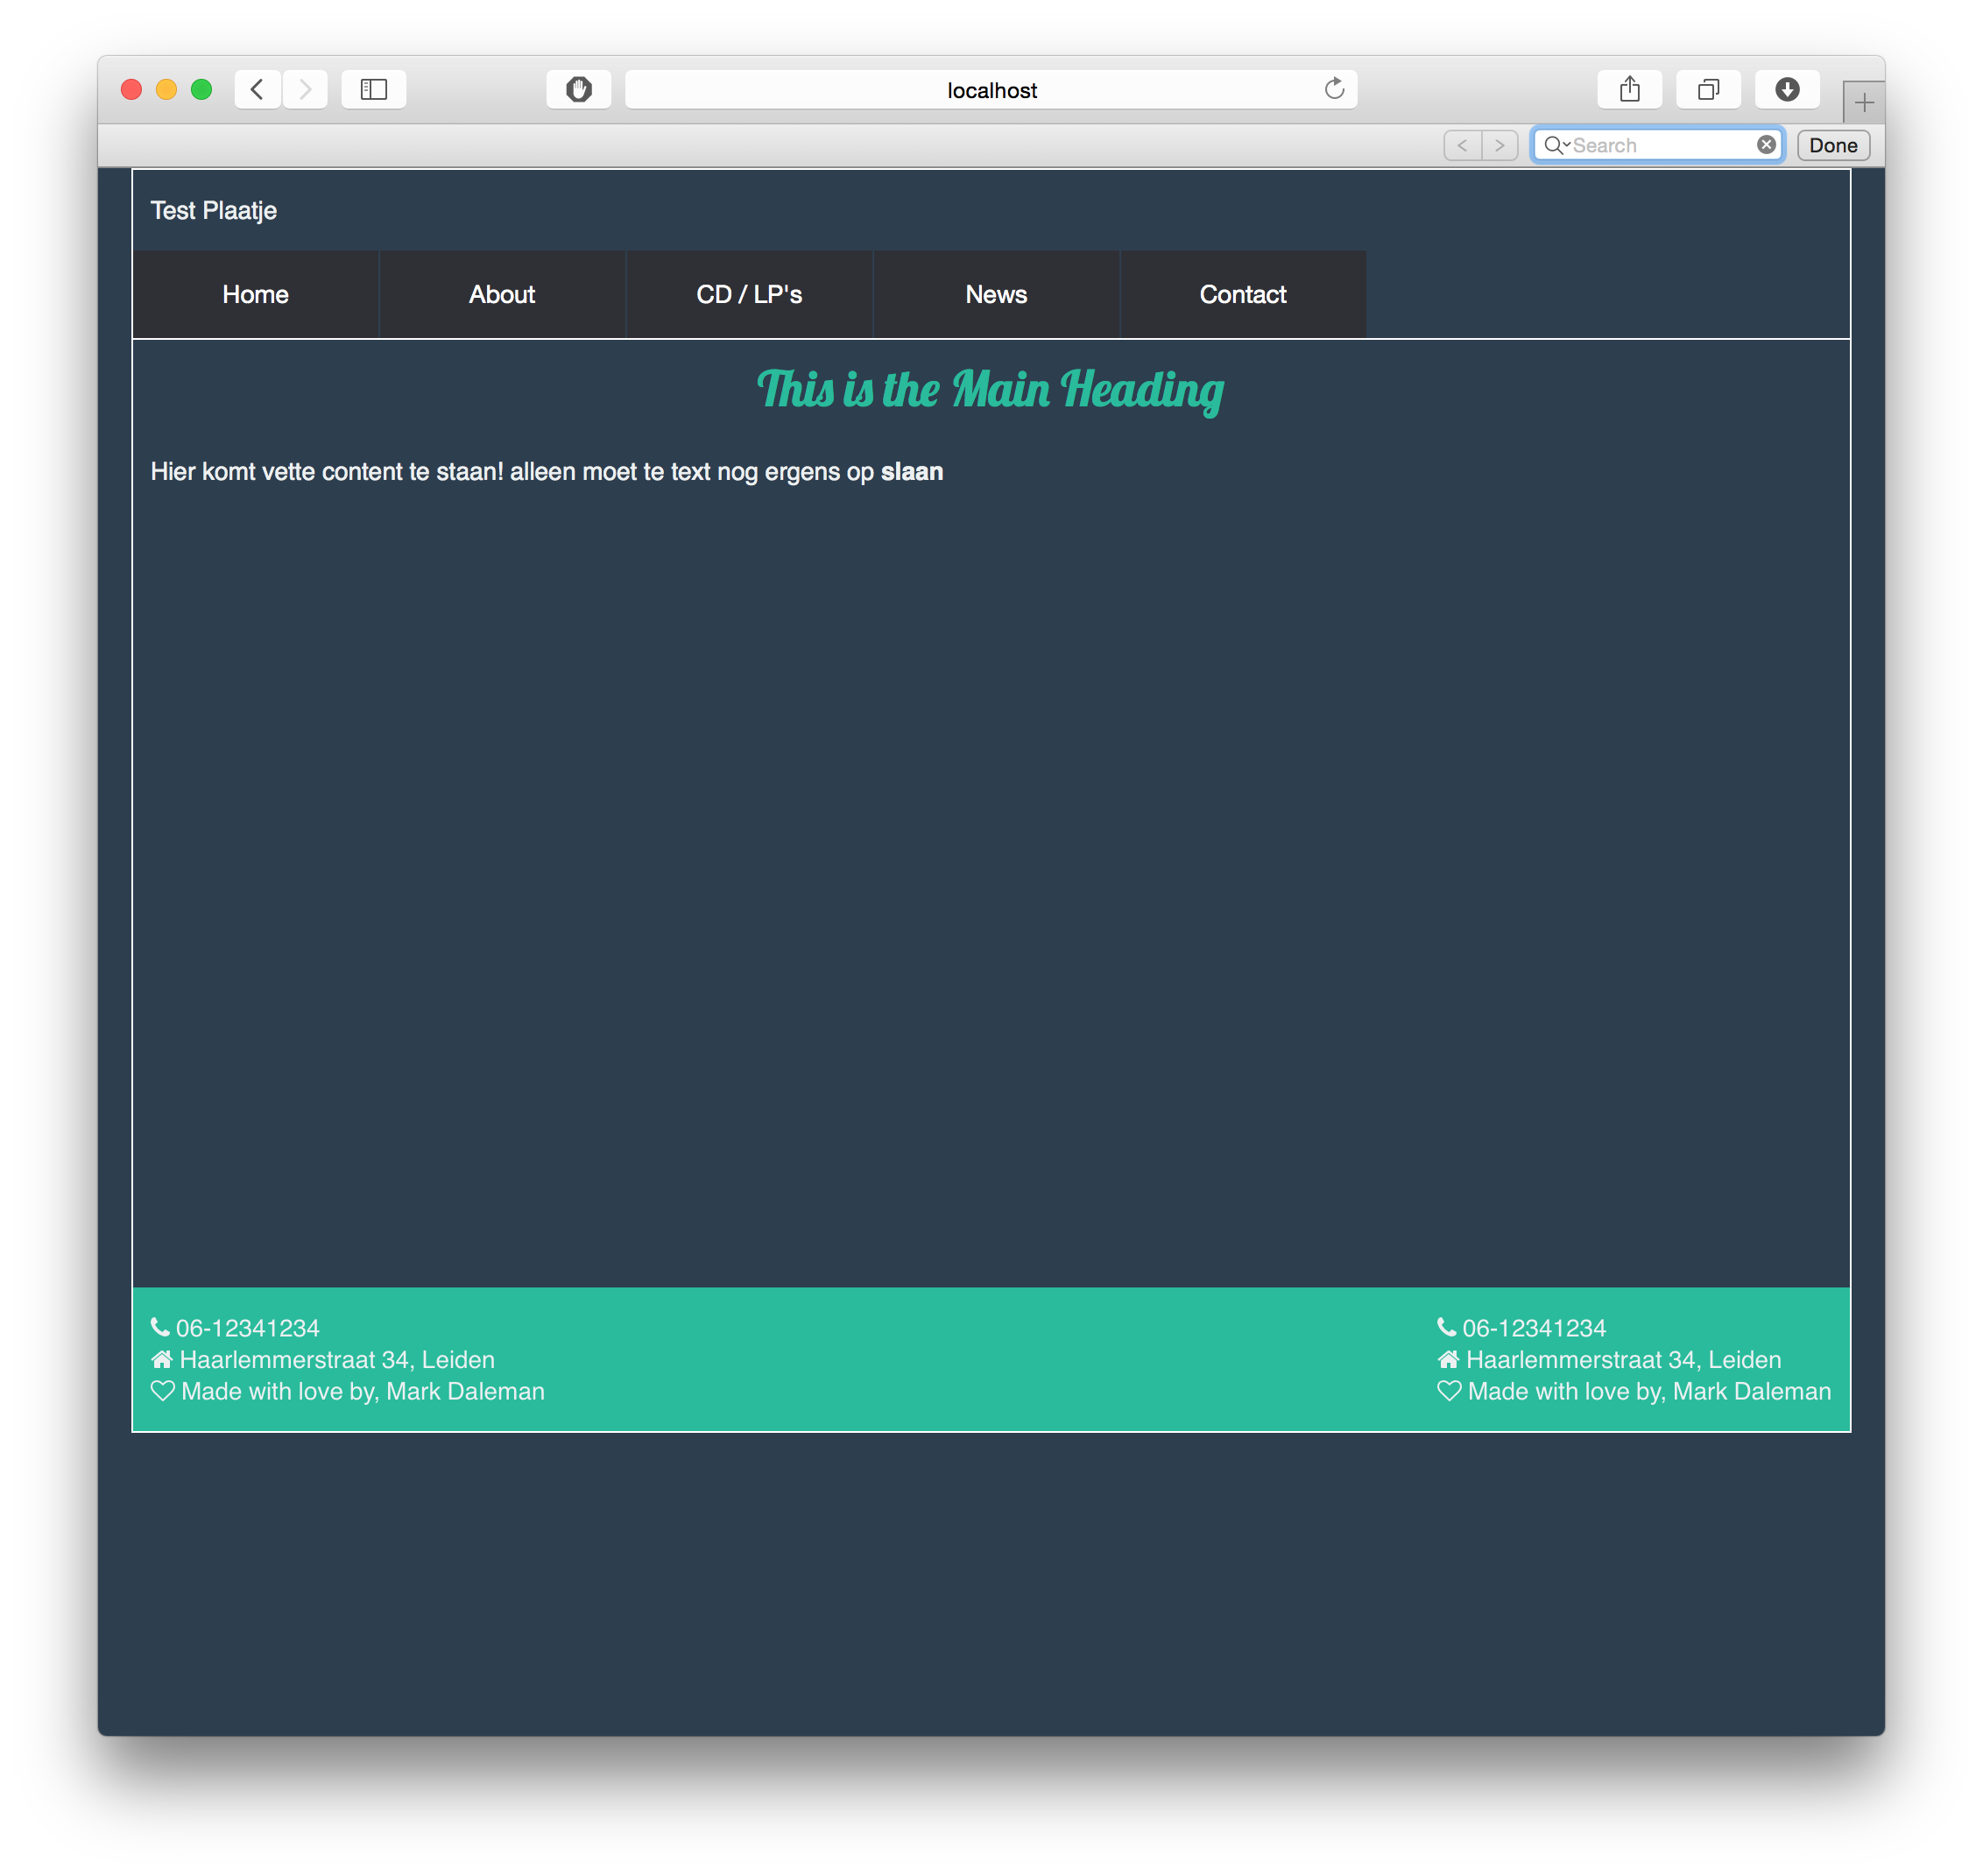 localhost
Search
Done
Test Plaatje
Home About CD / LP's News Contact
This is the Main Heading
Hier komt vette content te staan! alleen moet te text nog ergens op slaan
06-12341234
Haarlemmerstraat 34, Leiden
Made with love by, Mark Daleman
06-12341234
Haarlemmerstraat 34, Leiden
Made with love by, Mark Daleman